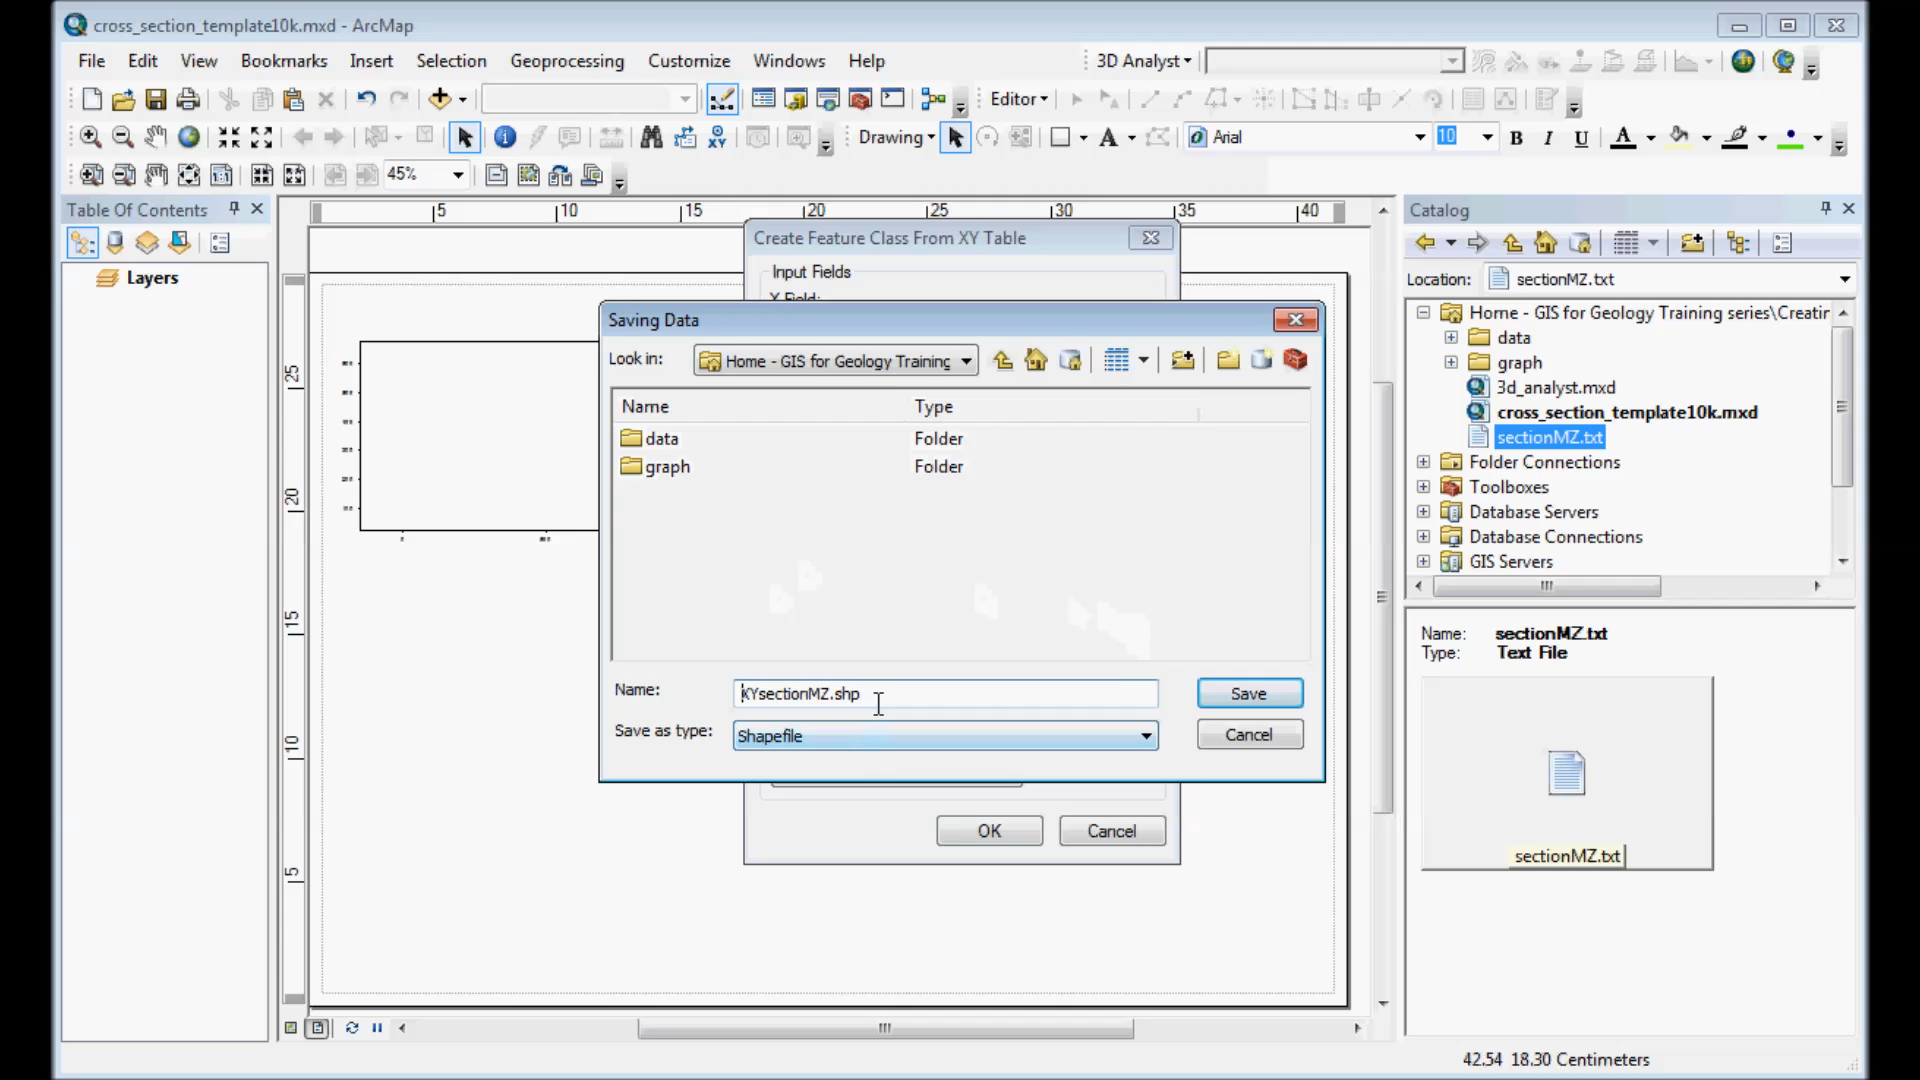 cross_section_template10k.mxd - ArcMap
File Edit View Bookmarks Insert Selection Geoprocessing Customize Windows Help
3D Analyst
Editor
Drawing
Arial
10
B I U A
45%
Table Of Contents
5 10 15 20 25 30 35 40
Catalog
Create Feature Class From XY Table
Layers
Input Fields
X Field:
Location: sectionMZ.txt
Home - GIS for Geology Training series\Creatir
Saving Data
data
Look in: Home - GIS for Geology Training
graph
3d_analyst.mxd
25
Name Type
cross_section_template10k.mxd
data Folder
sectionMZ.txt
graph Folder
Folder Connections
Toolboxes
20
Database Servers
Database Connections
GIS Servers
15
Name: sectionMZ.txt
Type: Text File
Name: XYsectionMZ.shp Save
Save as type: Shapefile Cancel
10
OK Cancel
sectionMZ.txt
5
42.54 18.30 Centimeters